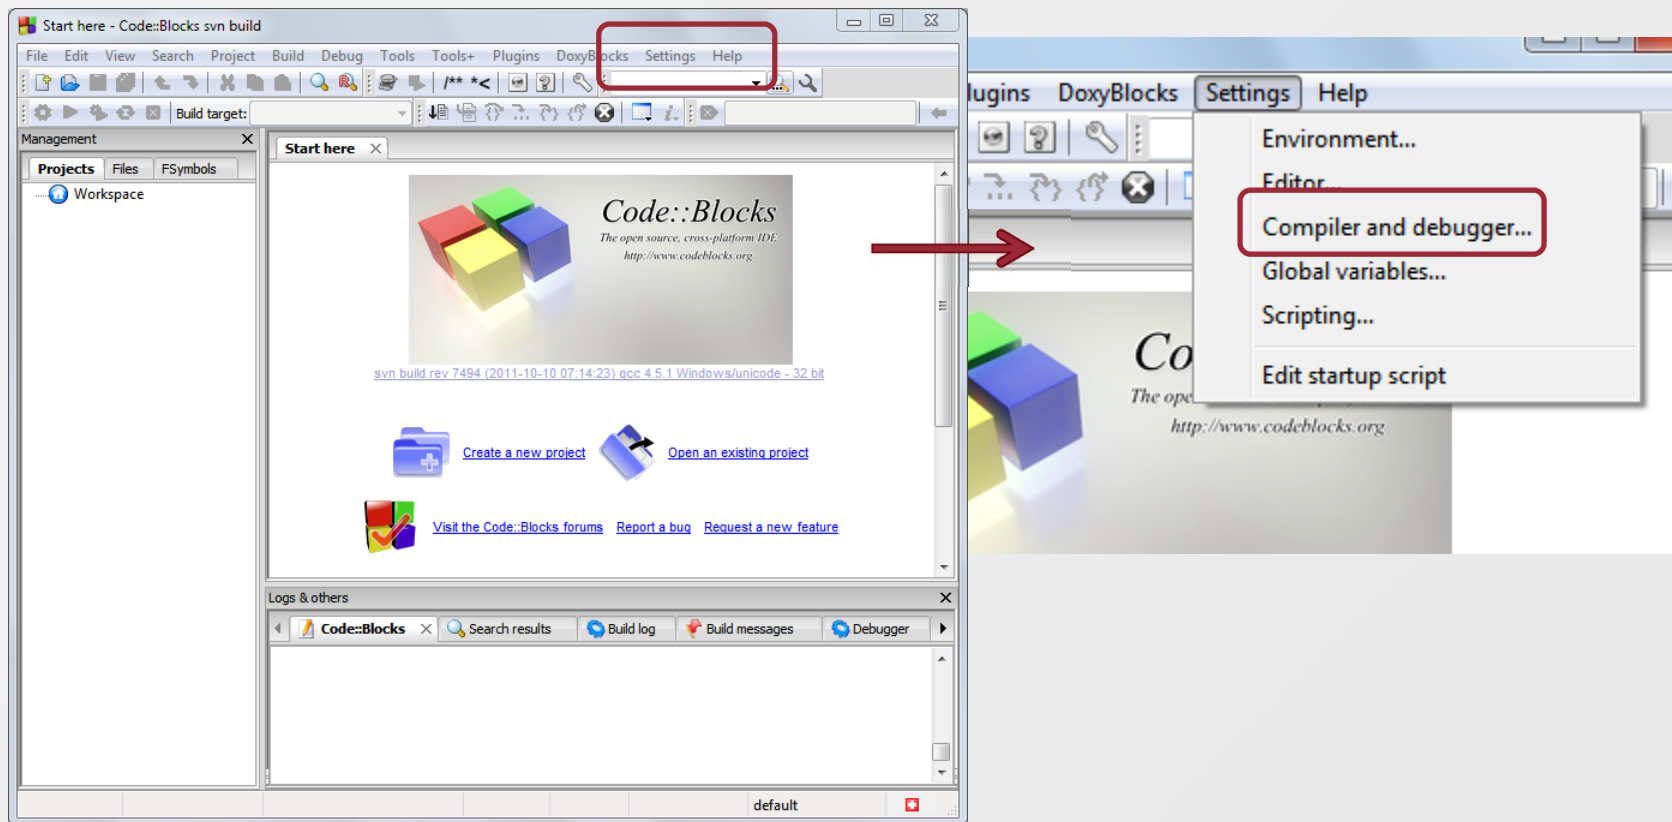 Start here - Code::Blocks svn build
File Edit View Search Project Build Debug Tools Tools+ Plugins DoxyBlocks Settings Help
/** *<
Build target:
Management
Projects Files FSymbols
Workspace
Start here
Code::Blocks
The open source, cross-platform IDE
http://www.codeblocks.org
svn build rev 7494 (2011-10-10 07:14:23) gcc 4.5.1 Windows/unicode - 32 bit
Create a new project Open an existing project
Visit the Code::Blocks forums Report a bug Request a new feature
Logs & others
Code::Blocks Search results Build log Build messages Debugger
default
lugins DoxyBlocks Settings Help
Environment...
Editor...
Compiler and debugger...
Global variables...
Scripting...
Edit startup script
Co
The ope
http://www.codeblocks.org